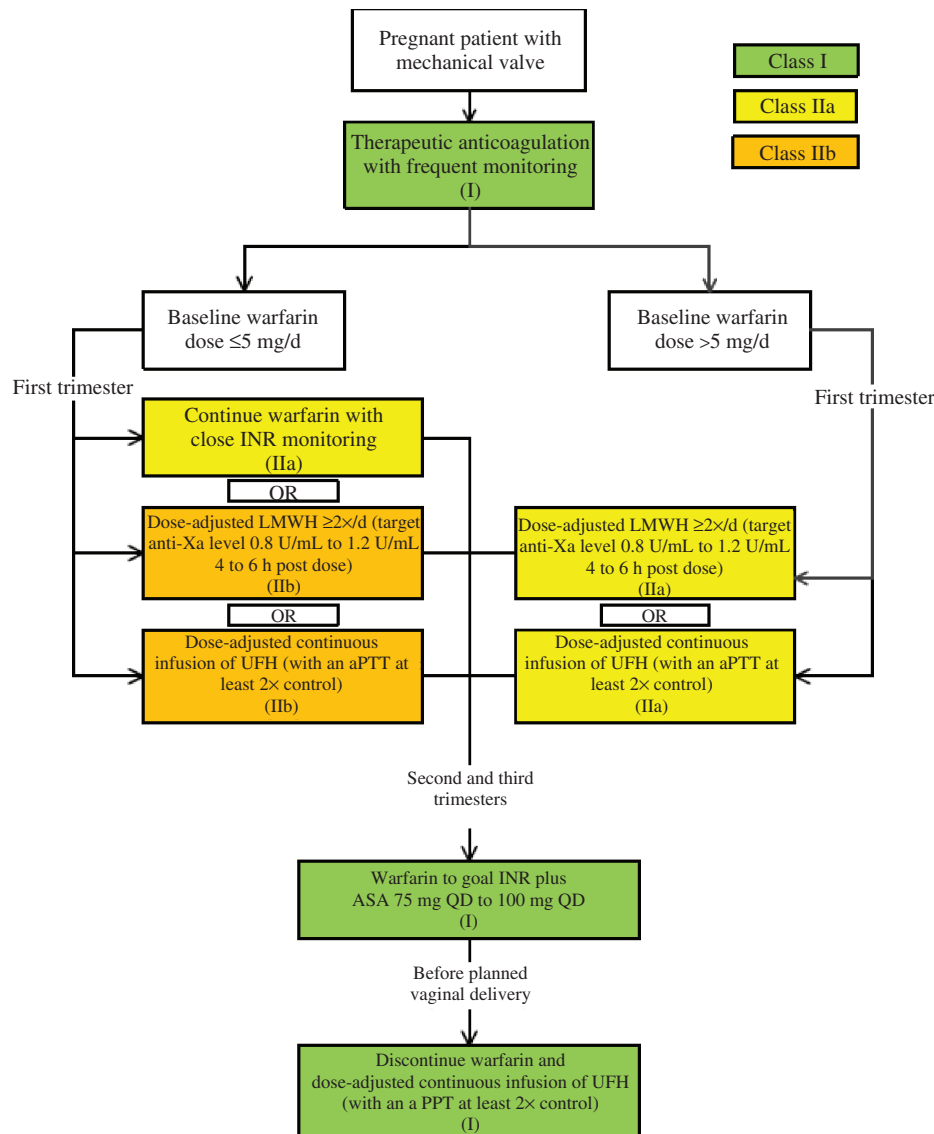 Pregnant patient with
mechanical valve
Class I
Class IIa
Class IIb
Therapeutic anticoagulation
with frequent monitoring
(I)
Baseline warfarin
dose ≤5 mg/d
Baseline warfarin
dose >5 mg/d
First trimester
First trimester
Continue warfarin with
close INR monitoring
(IIa)
OR
Dose-adjusted LMWH ≥2×/d (target
anti-Xa level 0.8 U/mL to 1.2 U/mL
4 to 6 h post dose)
(IIb)
OR
Dose-adjusted continuous
infusion of UFH (with an aPTT at
least 2× control)
(IIb)
Dose-adjusted LMWH ≥2×/d (target
anti-Xa level 0.8 U/mL to 1.2 U/mL
4 to 6 h post dose)
(IIa)
OR
Dose-adjusted continuous
infusion of UFH (with an aPTT at
least 2× control)
(IIa)
Second and third
trimesters
Warfarin to goal INR plus
ASA 75 mg QD to 100 mg QD
(I)
Before planned
vaginal delivery
Discontinue warfarin and
dose-adjusted continuous infusion of UFH
(with an a PPT at least 2× control)
(I)